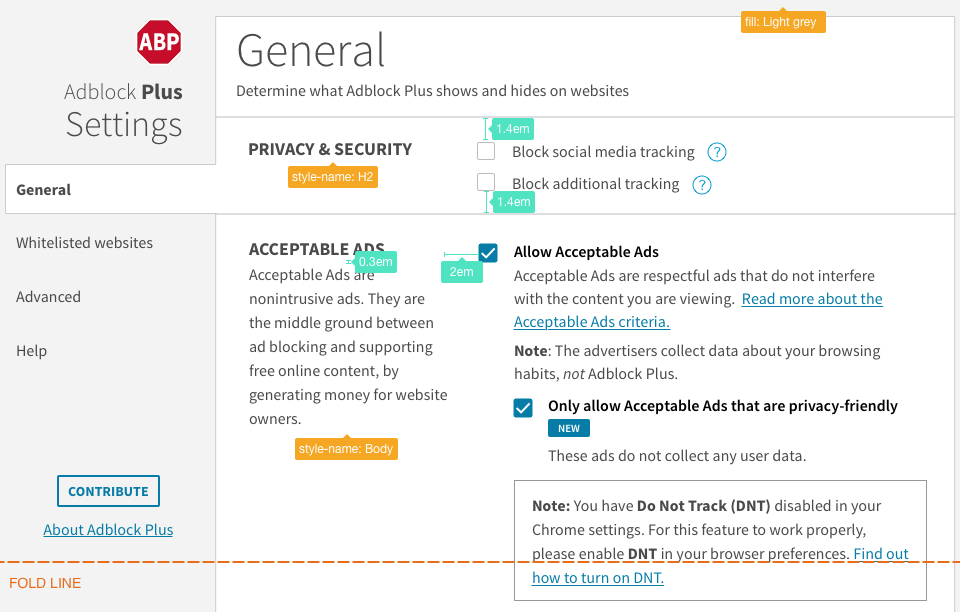 fill: Light grey
ABP
Adblock Plus
Settings
General
Whitelisted websites
Advanced
Help
CONTRIBUTE
About Adblock Plus
General
Determine what Adblock Plus shows and hides on websites
PRIVACY & SECURITY
style-name: H2
1.4em
Block social media tracking ?
Block additional tracking ?
1.4em
ACCEPTABLE ADS
0.3em
Acceptable Ads are
nonintrusive ads. They are
the middle ground between
ad blocking and supporting
free online content, by
generating money for website
owners.
style-name: Body
2em
Allow Acceptable Ads
Acceptable Ads are respectful ads that do not interfere
with the content you are viewing. Read more about the
Acceptable Ads criteria.
Note: The advertisers collect data about your browsing
habits, not Adblock Plus.
Only allow Acceptable Ads that are privacy-friendly
NEW
These ads do not collect any user data.
Note: You have Do Not Track (DNT) disabled in your
Chrome settings. For this feature to work properly,
please enable DNT in your browser preferences. Find out
how to turn on DNT.
FOLD LINE